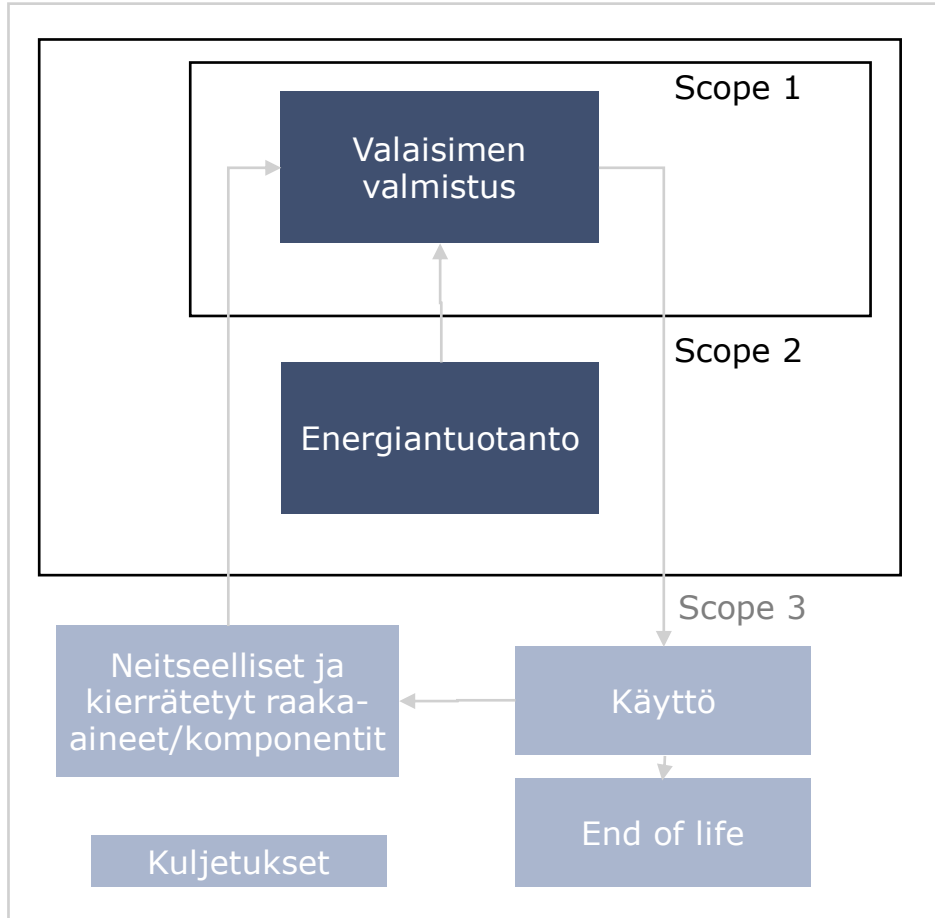 Scope 1
Valaisimen
valmistus
Scope 2
Energiantuotanto
Scope 3
Neitseelliset ja
kierrätetyt raaka-
aineet/komponentit
Käyttö
End of life
Kuljetukset